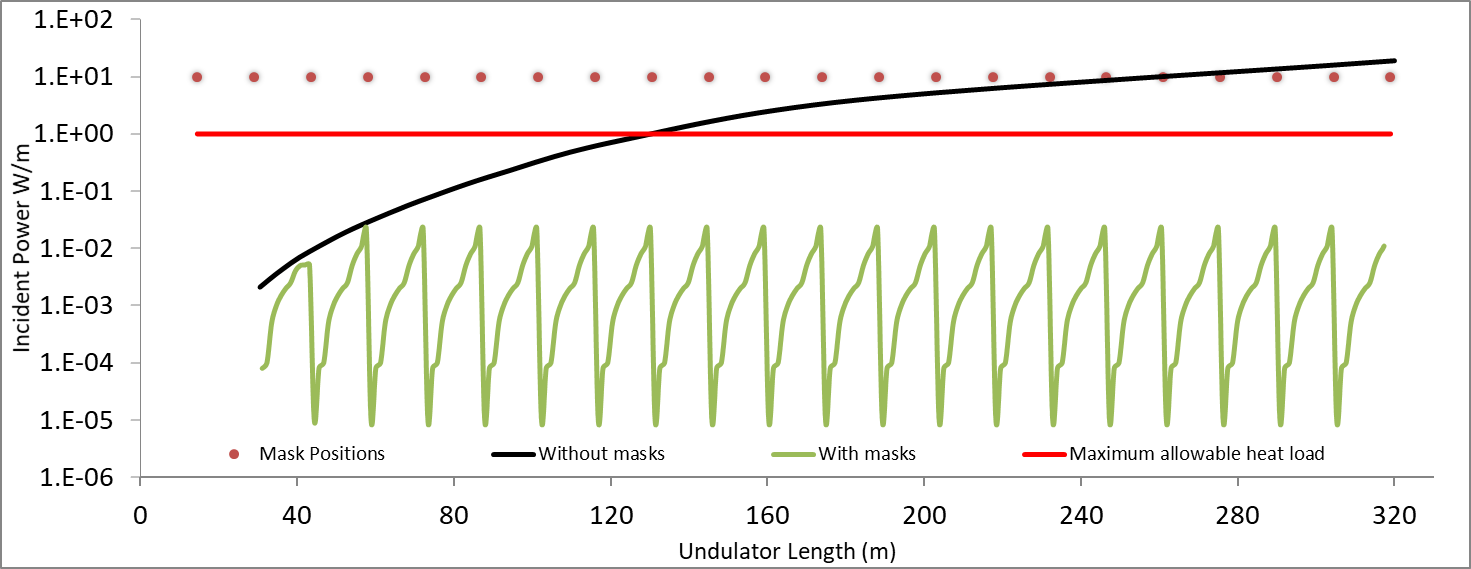 1.E+02
1.E+01
1.E+00
1.E-01
1.E-02
1.E-03
1.E-04
1.E-05
1.E-06
Incident Power W/m
Mask Positions Without masks With masks Maximum allowable heat load
0 40 80 120 160 200 240 280 320
Undulator Length (m)